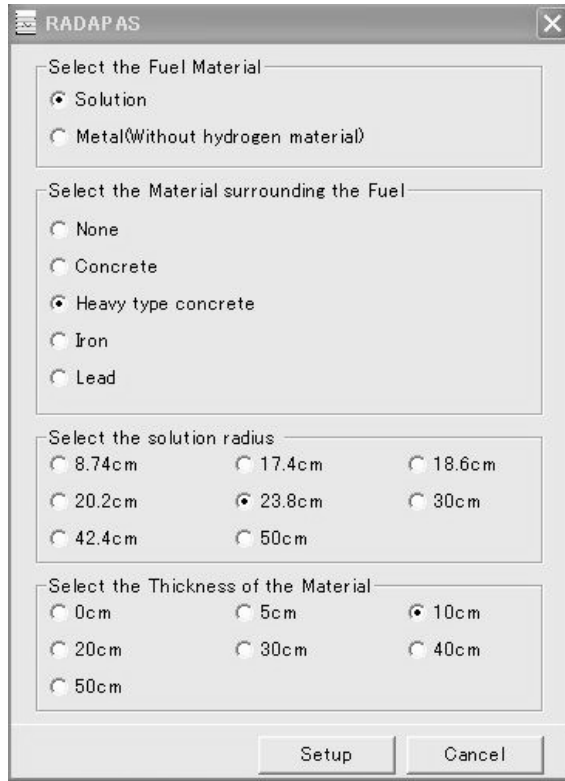 RADAPAS
Select the Fuel Material
Solution
Metal(Without hydrogen material)
Select the Material surrounding the Fuel
None
Concrete
Heavy type concrete
Iron
Lead
Select the solution radius
8.74cm 17.4cm 18.6cm
20.2cm 23.8cm 30cm
42.4cm 50cm
Select the Thickness of the Material
0cm 5cm 10cm
20cm 30cm 40cm
50cm
Setup Cancel